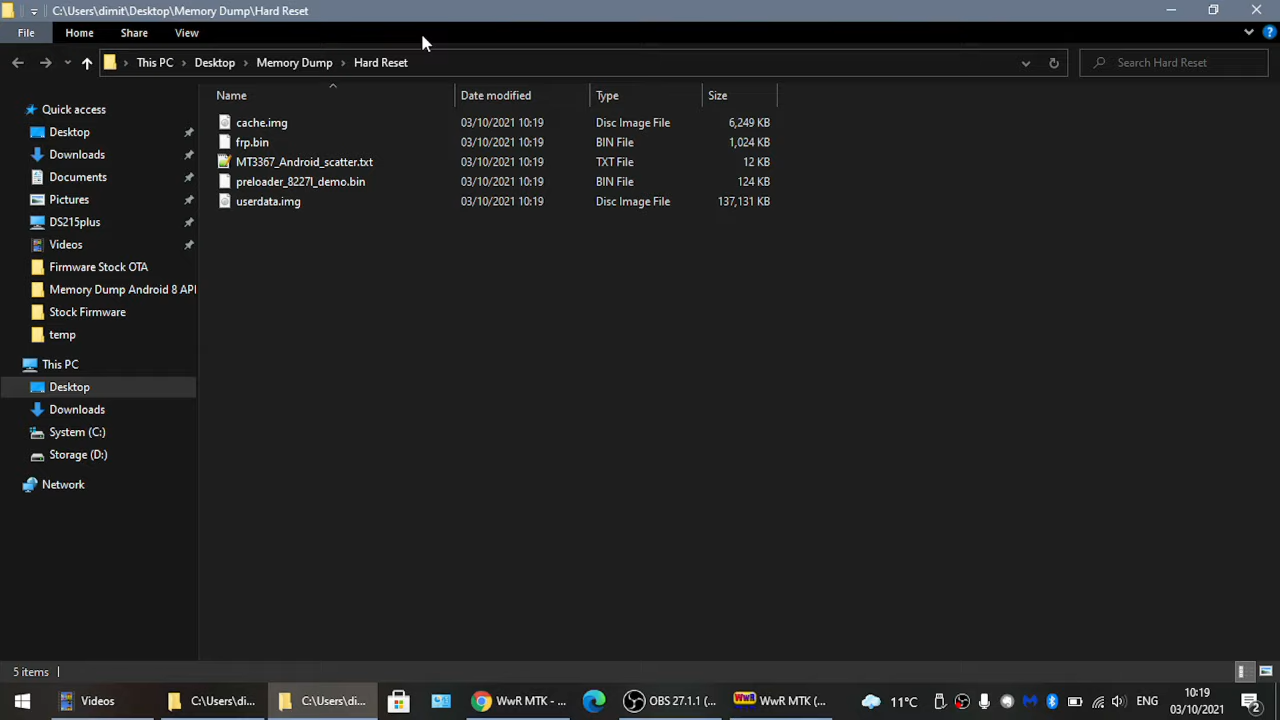 C:\Users\dimit\Desktop\Memory Dump\Hard Reset
File Home Share View
This PC Desktop Memory Dump Hard Reset Search Hard Reset
Name Date modified Type Size
Quick access
Desktop
Downloads
Documents
Pictures
DS215plus
Videos
Firmware Stock OTA
Memory Dump Android 8 API
Stock Firmware
temp
This PC
Desktop
Downloads
System (C:)
Storage (D:)
Network
cache.img 03/10/2021 10:19 Disc Image File 6,249 KB
frp.bin 03/10/2021 10:19 BIN File 1,024 KB
MT3367_Android_scatter.txt 03/10/2021 10:19 TXT File 12 KB
preloader_8227l_demo.bin 03/10/2021 10:19 BIN File 124 KB
userdata.img 03/10/2021 10:19 Disc Image File 137,131 KB
5 items
Videos C:\Users\di... C:\Users\di... WwR MTK - ... OBS 27.1.1 (... WwR MTK (... 11°C ENG 10:19
03/10/2021 2